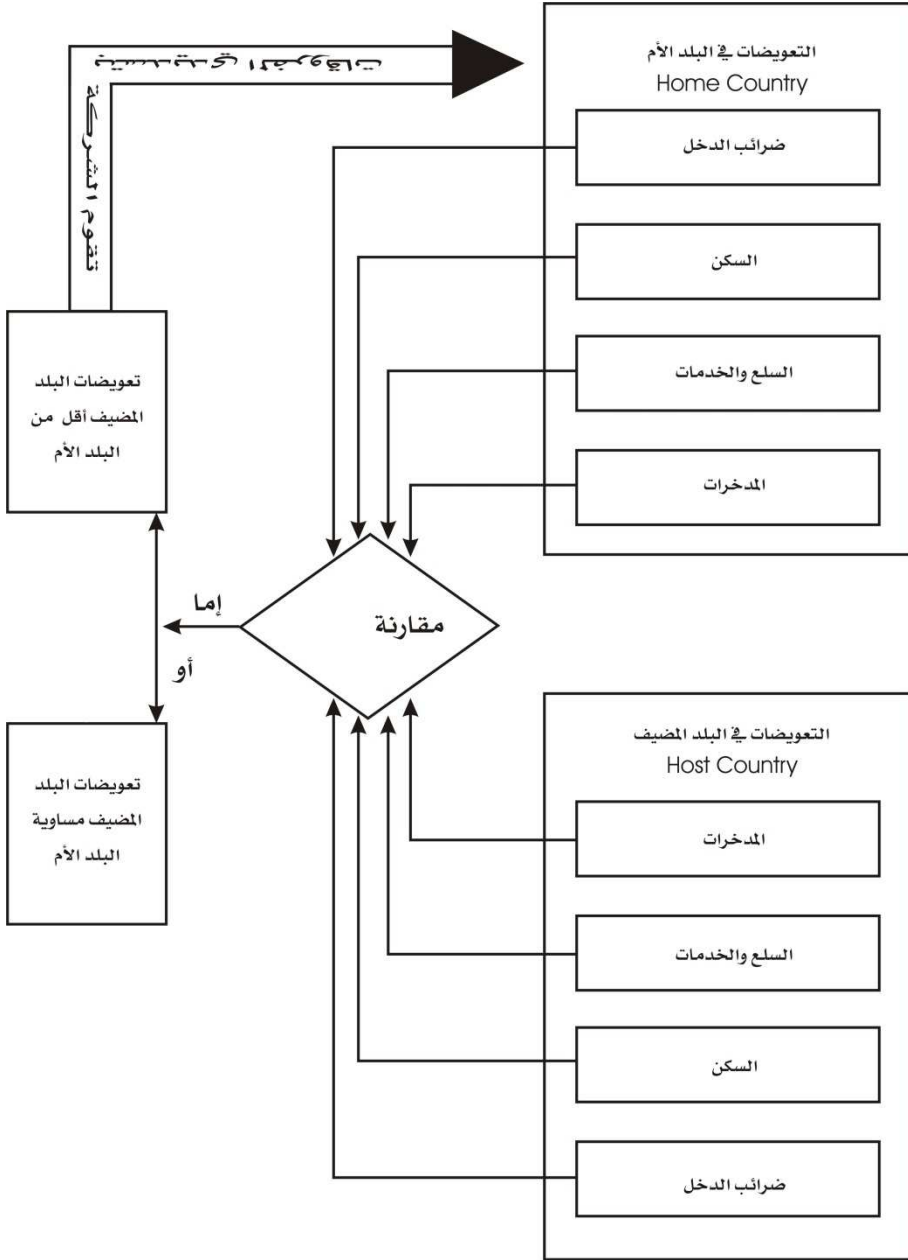 التعويضات في البلد الأم
Home Country
ضرائب الدخل
السكن
السلع والخدمات
المدخرات
تقوم الشركة
بتسديدي الفروقات
تعويضات البلد
المضيف أقل من
البلد الأم
إما
مقارنة
أو
تعويضات البلد
المضيف مساوية
البلد الأم
التعويضات في البلد المضيف
Host Country
المدخرات
السلع والخدمات
السكن
ضرائب الدخل